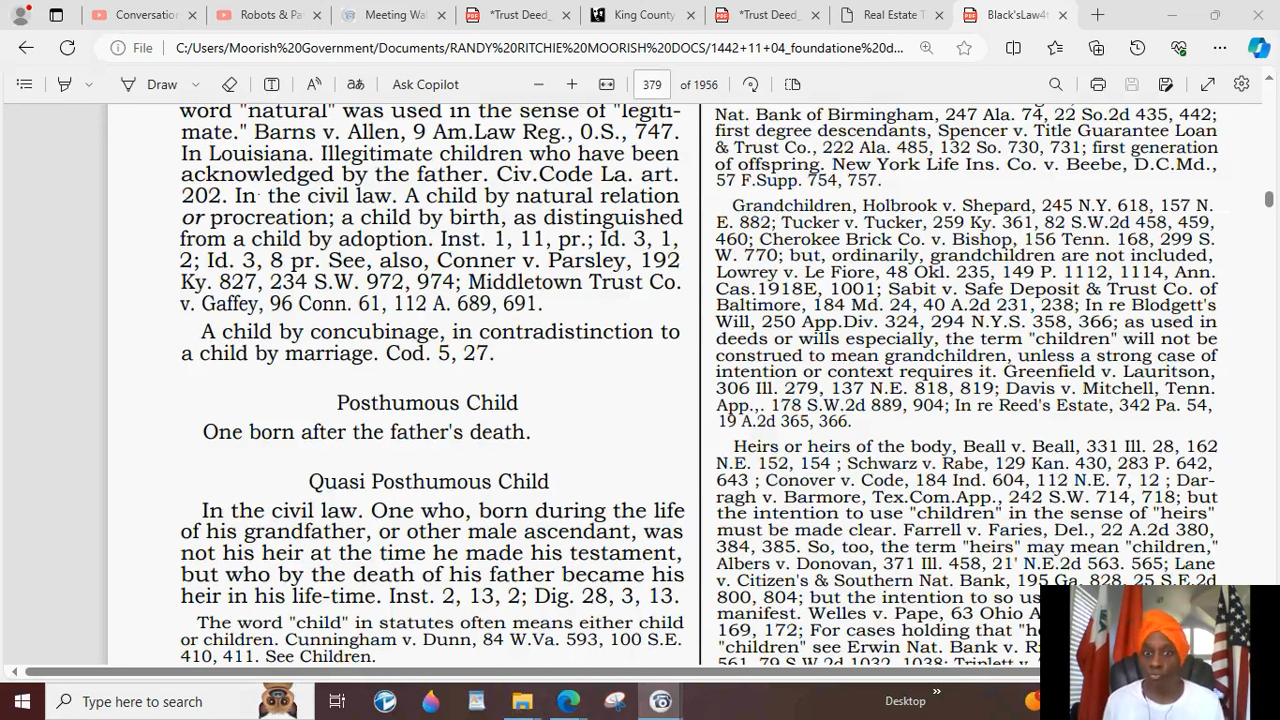 Conversation
Robots & Pa
Meeting Wal
*Trust Deed_
King County
*Trust Deed_
Real Estate T
Black'sLaw4t
File
C:/Users/Moorish%20Government/Documents/RANDY%20RITCHIE%20MOORISH%20DOCS/1442+11+04_foundatione%20d...
Draw
Ask Copilot
379 of 1956
word "natural" was used in the sense of "legiti-
mate." Barns v. Allen, 9 Am.Law Reg., 0.S., 747.
In Louisiana. Illegitimate children who have been
acknowledged by the father. Civ.Code La. art.
202. In the civil law. A child by natural relation
or procreation; a child by birth, as distinguished
from a child by adoption. Inst. 1, 11, pr.; Id. 3, 1,
2; Id. 3, 8 pr. See, also, Conner v. Parsley, 192
Ky. 827, 234 S.W. 972, 974; Middletown Trust Co.
v. Gaffey, 96 Conn. 61, 112 A. 689, 691.
A child by concubinage, in contradistinction to
a child by marriage. Cod. 5, 27.
Posthumous Child
One born after the father's death.
Quasi Posthumous Child
In the civil law. One who, born during the life
of his grandfather, or other male ascendant, was
not his heir at the time he made his testament,
but who by the death of his father became his
heir in his life-time. Inst. 2, 13, 2; Dig. 28, 3, 13.
The word "child" in statutes often means either child
or children. Cunningham v. Dunn, 84 W.Va. 593, 100 S.E.
410, 411. See Children.
Nat. Bank of Birmingham, 247 Ala. 74, 22 So.2d 435, 442;
first degree descendants, Spencer v. Title Guarantee Loan
& Trust Co., 222 Ala. 485, 132 So. 730, 731; first generation
of offspring. New York Life Ins. Co. v. Beebe, D.C.Md.,
57 F.Supp. 754, 757.
Grandchildren, Holbrook v. Shepard, 245 N.Y. 618, 157 N.
E. 882; Tucker v. Tucker, 259 Ky. 361, 82 S.W.2d 458, 459,
460; Cherokee Brick Co. v. Bishop, 156 Tenn. 168, 299 S.
W. 770; but, ordinarily, grandchildren are not included,
Lowrey v. Le Fiore, 48 Okl. 235, 149 P. 1112, 1114, Ann.
Cas.1918E, 1001; Sabit v. Safe Deposit & Trust Co. of
Baltimore, 184 Md. 24, 40 A.2d 231, 238; In re Blodgett's
Will, 250 App.Div. 324, 294 N.Y.S. 358, 366; as used in
deeds or wills especially, the term "children" will not be
construed to mean grandchildren, unless a strong case of
intention or context requires it. Greenfield v. Lauritson,
306 Ill. 279, 137 N.E. 818, 819; Davis v. Mitchell, Tenn.
App.,. 178 S.W.2d 889, 904; In re Reed's Estate, 342 Pa. 54,
19 A.2d 365, 366.
Heirs or heirs of the body, Beall v. Beall, 331 Ill. 28, 162
N.E. 152, 154 ; Schwarz v. Rabe, 129 Kan. 430, 283 P. 642,
643 ; Conover v. Code, 184 Ind. 604, 112 N.E. 7, 12 ; Dar-
ragh v. Barmore, Tex.Com.App., 242 S.W. 714, 718; but
the intention to use "children" in the sense of "heirs"
must be made clear. Farrell v. Faries, Del., 22 A.2d 380,
384, 385. So, too, the term "heirs" may mean "children,"
Albers v. Donovan, 371 Ill. 458, 21' N.E.2d 563. 565; Lane
v. Citizen's & Southern Nat. Bank, 195 Ga. 828, 25 S.E.2d
800, 804; but the intention to so us
manifest. Welles v. Pape, 63 Ohio A
169, 172; For cases holding that "he
"children" see Erwin Nat. Bank v. Ri
561, 79 S.W.2d 1032, 1038; Triplett v.
Type here to search
Desktop